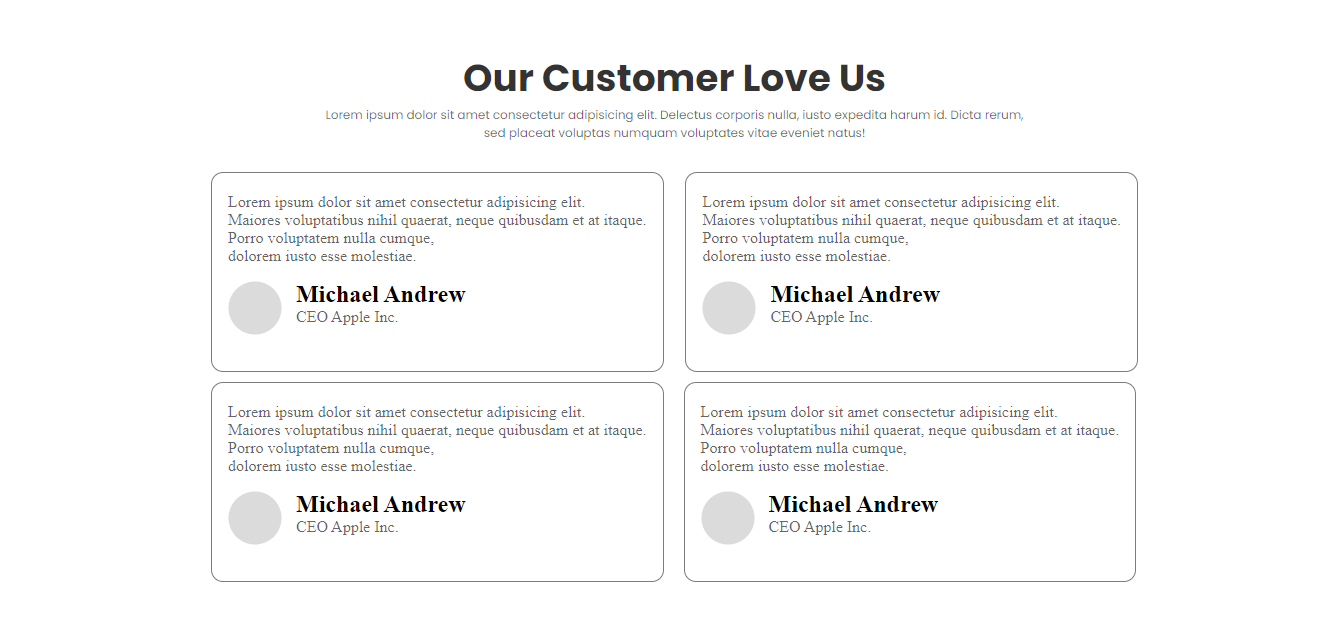 Our Customer Love Us
Lorem ipsum dolor sit amet consectetur adipisicing elit. Delectus corporis nulla, iusto expedita harum id. Dicta rerum,
sed placeat voluptas numquam voluptates vitae eveniet natus!
Lorem ipsum dolor sit amet consectetur adipisicing elit.
Maiores voluptatibus nihil quaerat, neque quibusdam et at itaque.
Porro voluptatem nulla cumque,
dolorem iusto esse molestiae.
Michael Andrew
CEO Apple Inc.
Lorem ipsum dolor sit amet consectetur adipisicing elit.
Maiores voluptatibus nihil quaerat, neque quibusdam et at itaque.
Porro voluptatem nulla cumque,
dolorem iusto esse molestiae.
Michael Andrew
CEO Apple Inc.
Lorem ipsum dolor sit amet consectetur adipisicing elit.
Maiores voluptatibus nihil quaerat, neque quibusdam et at itaque.
Porro voluptatem nulla cumque,
dolorem iusto esse molestiae.
Michael Andrew
CEO Apple Inc.
Lorem ipsum dolor sit amet consectetur adipisicing elit.
Maiores voluptatibus nihil quaerat, neque quibusdam et at itaque.
Porro voluptatem nulla cumque,
dolorem iusto esse molestiae.
Michael Andrew
CEO Apple Inc.